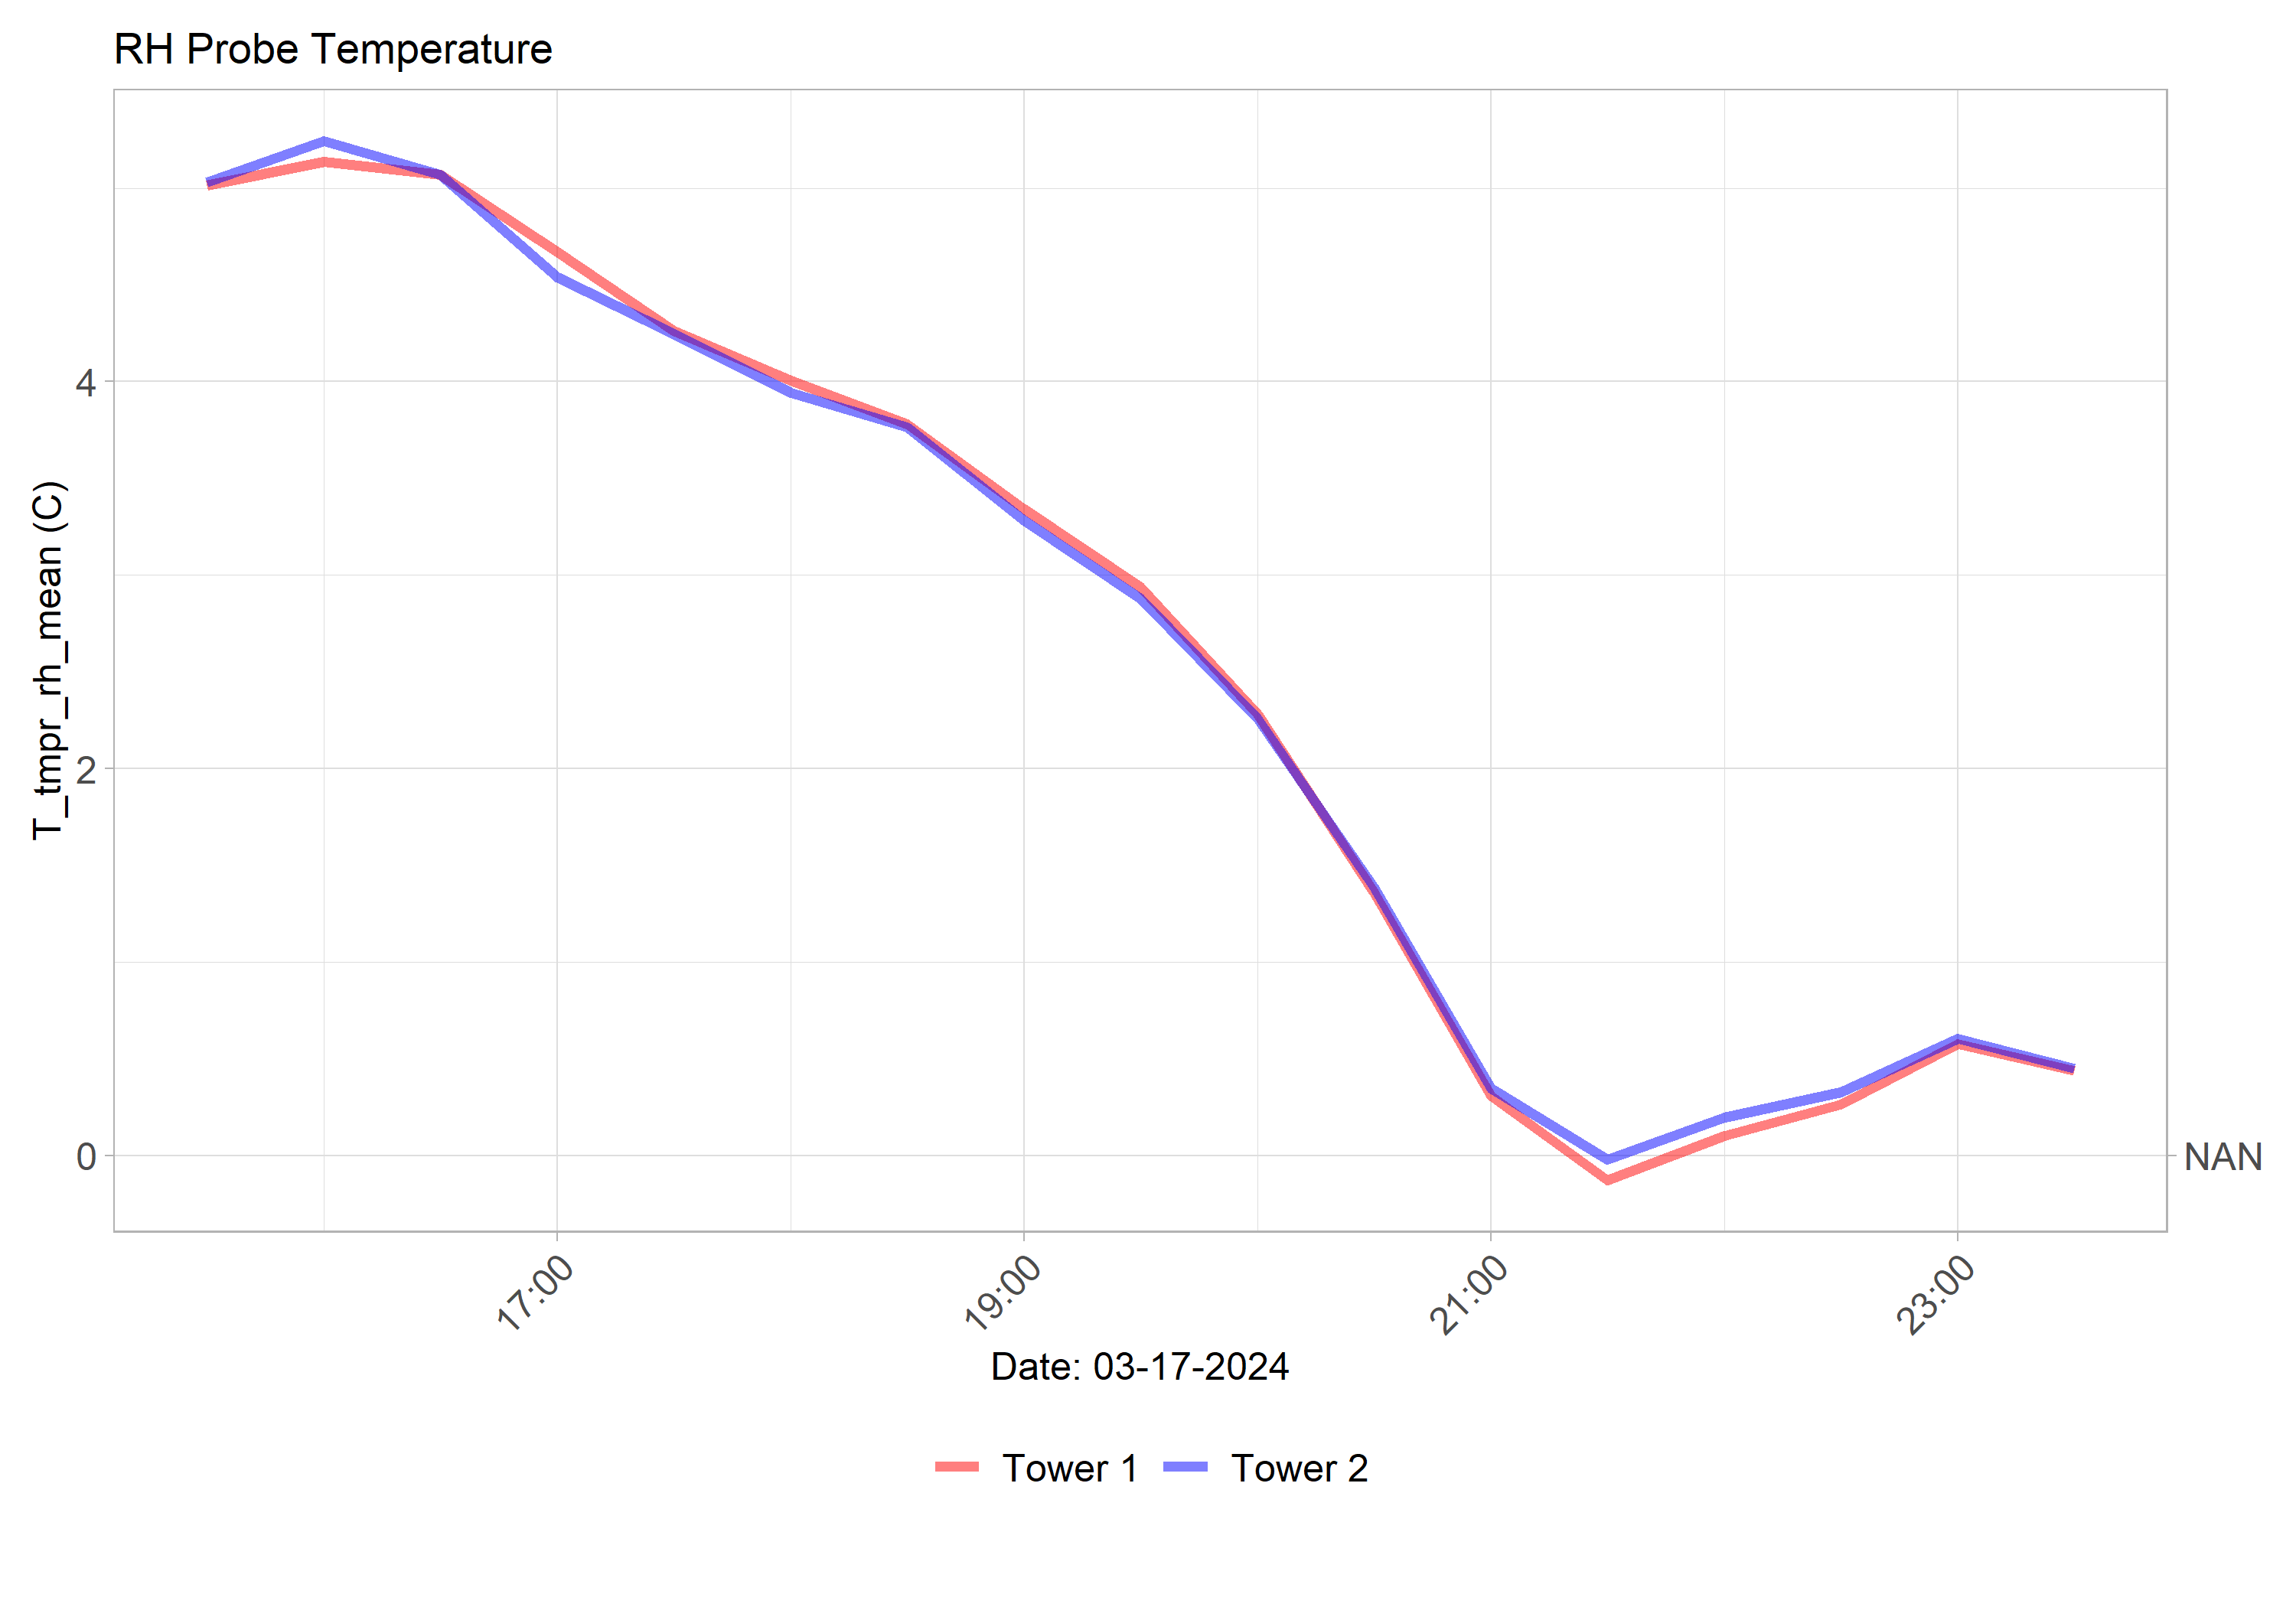 RH Probe Temperature
T_tmpr_rh_mean (C)
4
2
0
NAN
17:00
19:00
21:00
23:00
Date: 03-17-2024
Tower 1
Tower 2